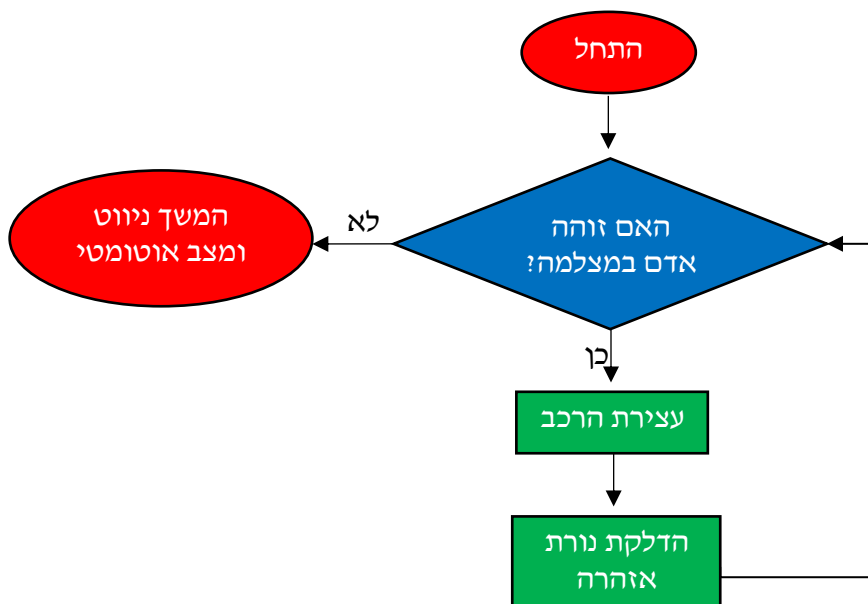 התחל
האם זוהה
אדם במצלמה?
לא
המשך ניווט
ומצב אוטומטי
כן
עצירת הרכב
הדלקת נורת
אזהרה